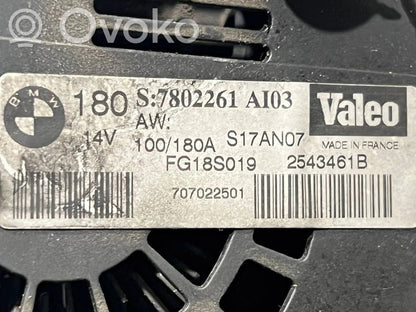 Ovoko
BMW
180 S:7802261 AI03
Valeo
14V
AW:
100/180A S17AN07
MADE IN FRANCE
FG18S019 2543461B
707022501